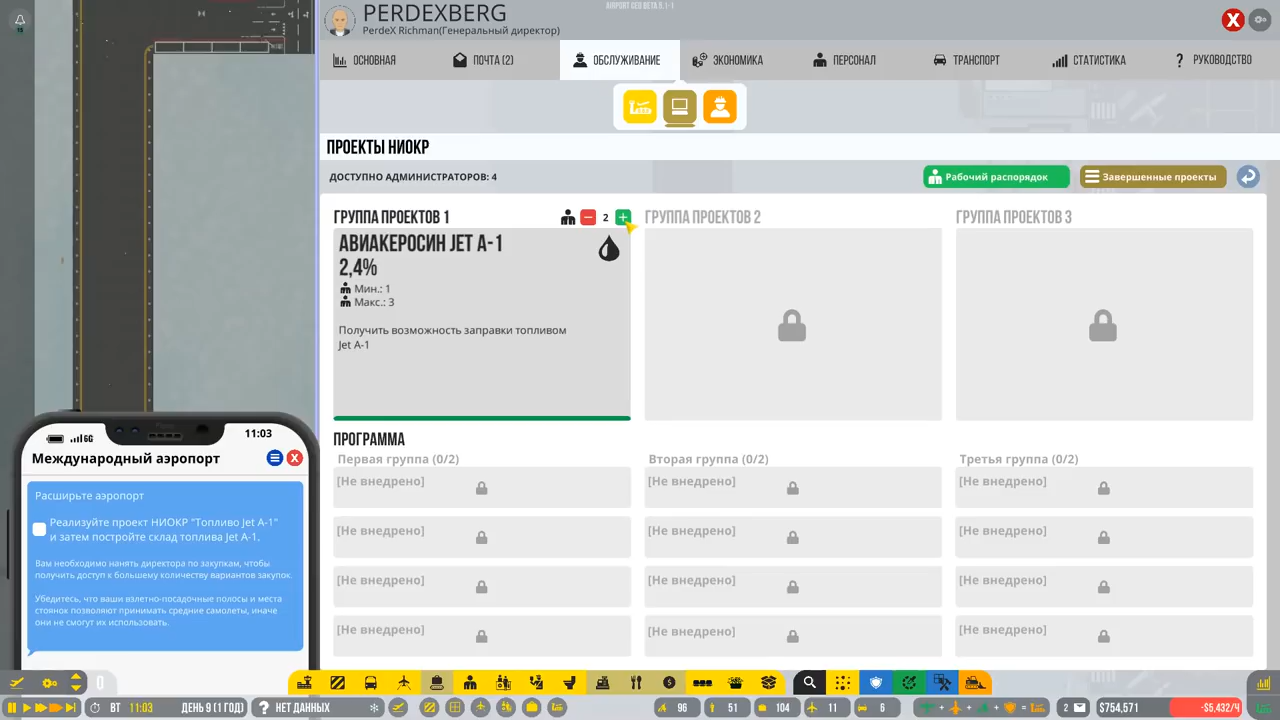 AIRPORT CEO BETA 5.1-1
PERDEXBERG
PerdeX Richman(Генеральный директор)
ОСНОВНАЯ
ПОЧТА (2)
ОБСЛУЖИВАНИЕ
ЭКОНОМИКА
ПЕРСОНАЛ
ТРАНСПОРТ
СТАТИСТИКА
РУКОВОДСТВО
ПРОЕКТЫ НИОКР
ДОСТУПНО АДМИНИСТРАТОРОВ: 4
Рабочий распорядок
Завершенные проекты
ГРУППА ПРОЕКТОВ 1
2
ГРУППА ПРОЕКТОВ 2
ГРУППА ПРОЕКТОВ 3
АВИАКЕРОСИН JET A-1
2,4%
Мин.: 1
Макс.: 3
Получить возможность заправки топливом
Jet A-1
ПРОГРАММА
Первая группа (0/2)
Вторая группа (0/2)
Третья группа (0/2)
[Не внедрено]
[Не внедрено]
[Не внедрено]
[Не внедрено]
[Не внедрено]
[Не внедрено]
[Не внедрено]
[Не внедрено]
[Не внедрено]
[Не внедрено]
[Не внедрено]
[Не внедрено]
6G
11:03
Международный аэропорт
Расширьте аэропорт
Реализуйте проект НИОКР "Топливо Jet A-1"
и затем постройте склад топлива Jet A-1.
Вам необходимо нанять директора по закупкам, чтобы
получить доступ к большему количеству вариантов закупок.
Убедитесь, что ваши взлетно-посадочные полосы и места
стоянок позволяют принимать средние самолеты, иначе
они не смогут их использовать.
0
ВТ 11:03
ДЕНЬ 9 (1 ГОД)
НЕТ ДАННЫХ
96
51
104
11
6
2
$754,571
-$5,432/Ч